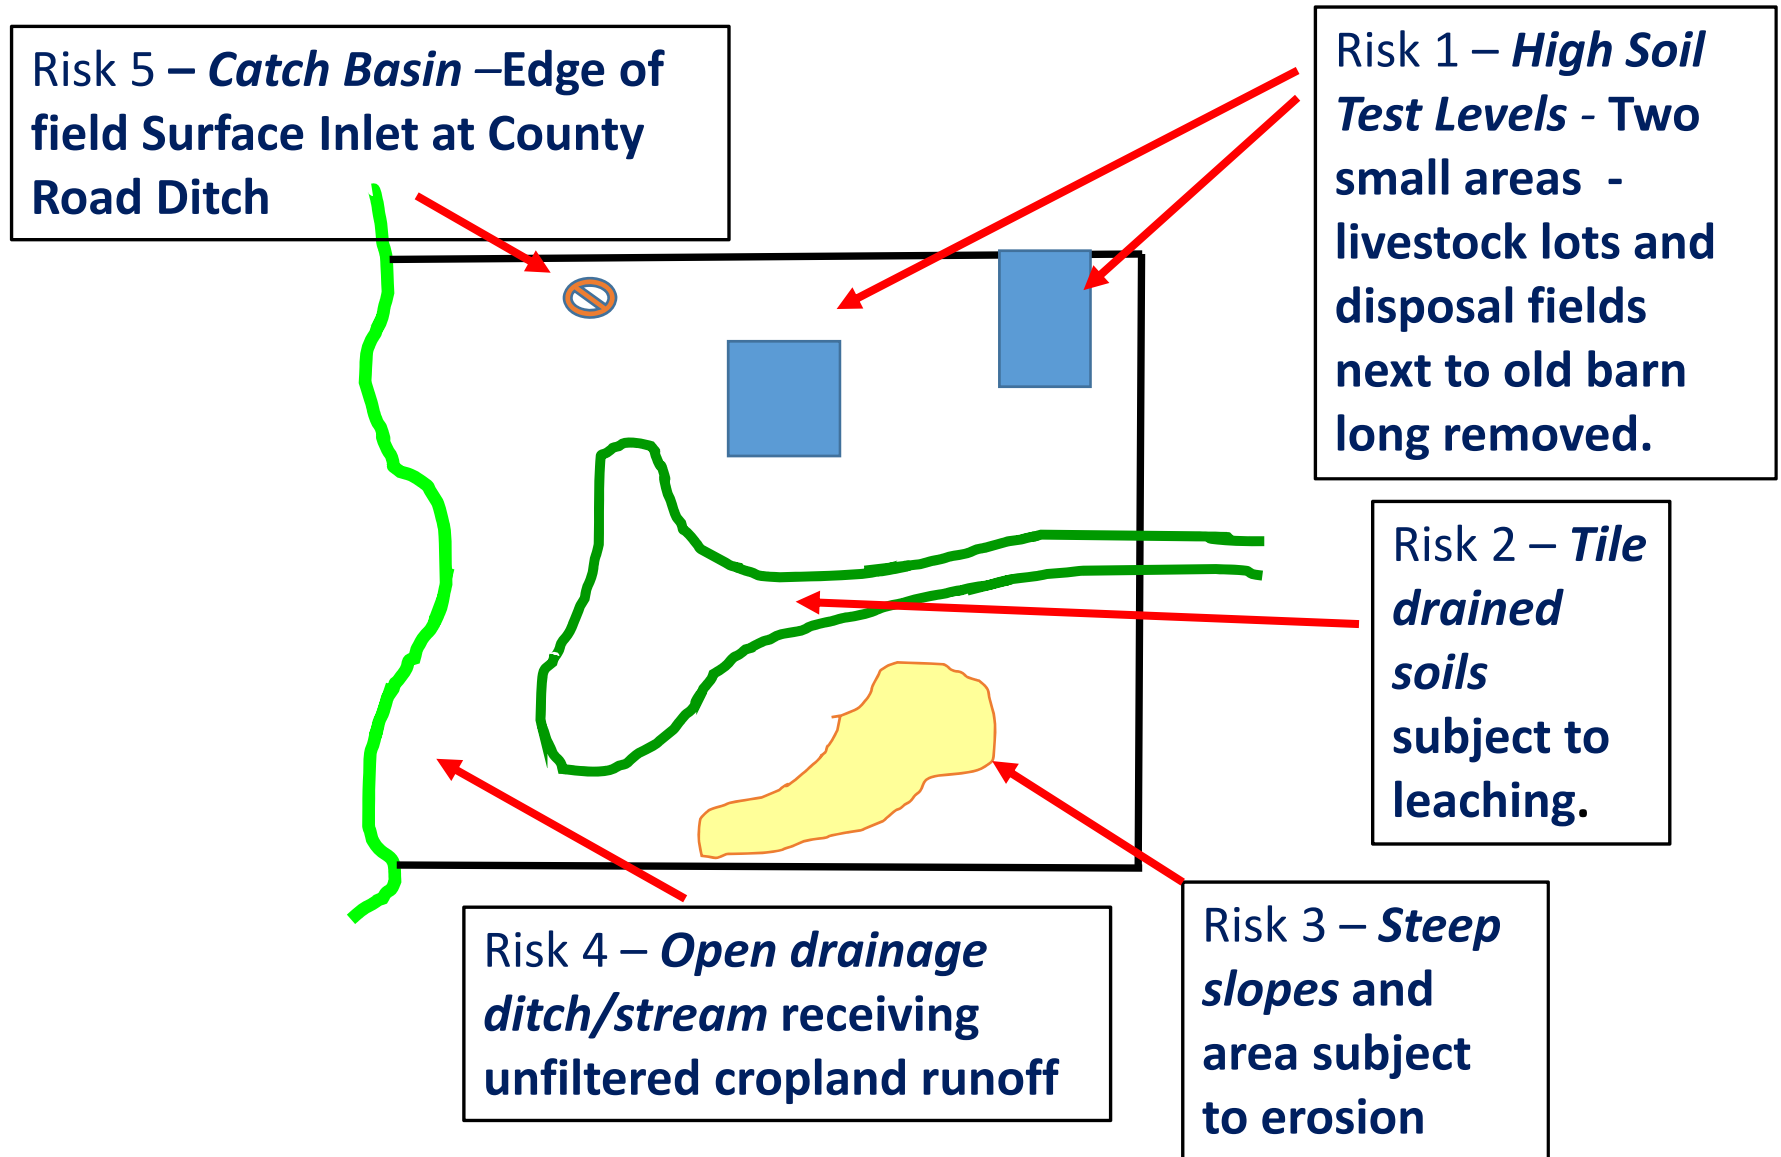 Risk 5 – Catch Basin –Edge of
field Surface Inlet at County
Road Ditch
Risk 1 – High Soil
Test Levels - Two
small areas -
livestock lots and
disposal fields
next to old barn
long removed.
Risk 2 – Tile
drained
soils
subject to
leaching.
Risk 4 – Open drainage
ditch/stream receiving
unfiltered cropland runoff
Risk 3 – Steep
slopes and
area subject
to erosion